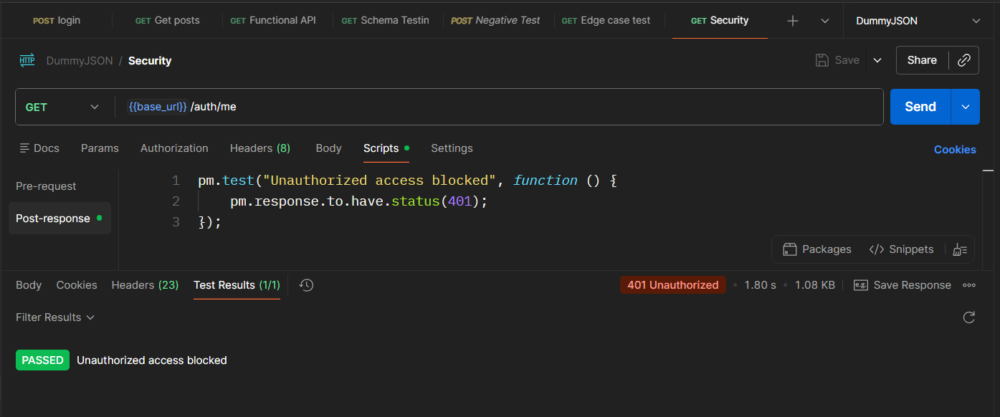 POST login GET Get posts GET Functional API GET Schema Testin POST Negative Test GET Edge case test GET Security DummyJSON
HTTP DummyJSON / Security Save Share
GET {{base_url}} /auth/me Send
Docs Params Authorization Headers (8) Body Scripts Settings Cookies
Pre-request
Post-response
1 pm.test("Unauthorized access blocked", function () {
2 pm.response.to.have.status(401);
3 });
Packages </> Snippets
Body Cookies Headers (23) Test Results (1/1) 401 Unauthorized • 1.80 s • 1.08 KB e.g. Save Response
Filter Results
PASSED Unauthorized access blocked